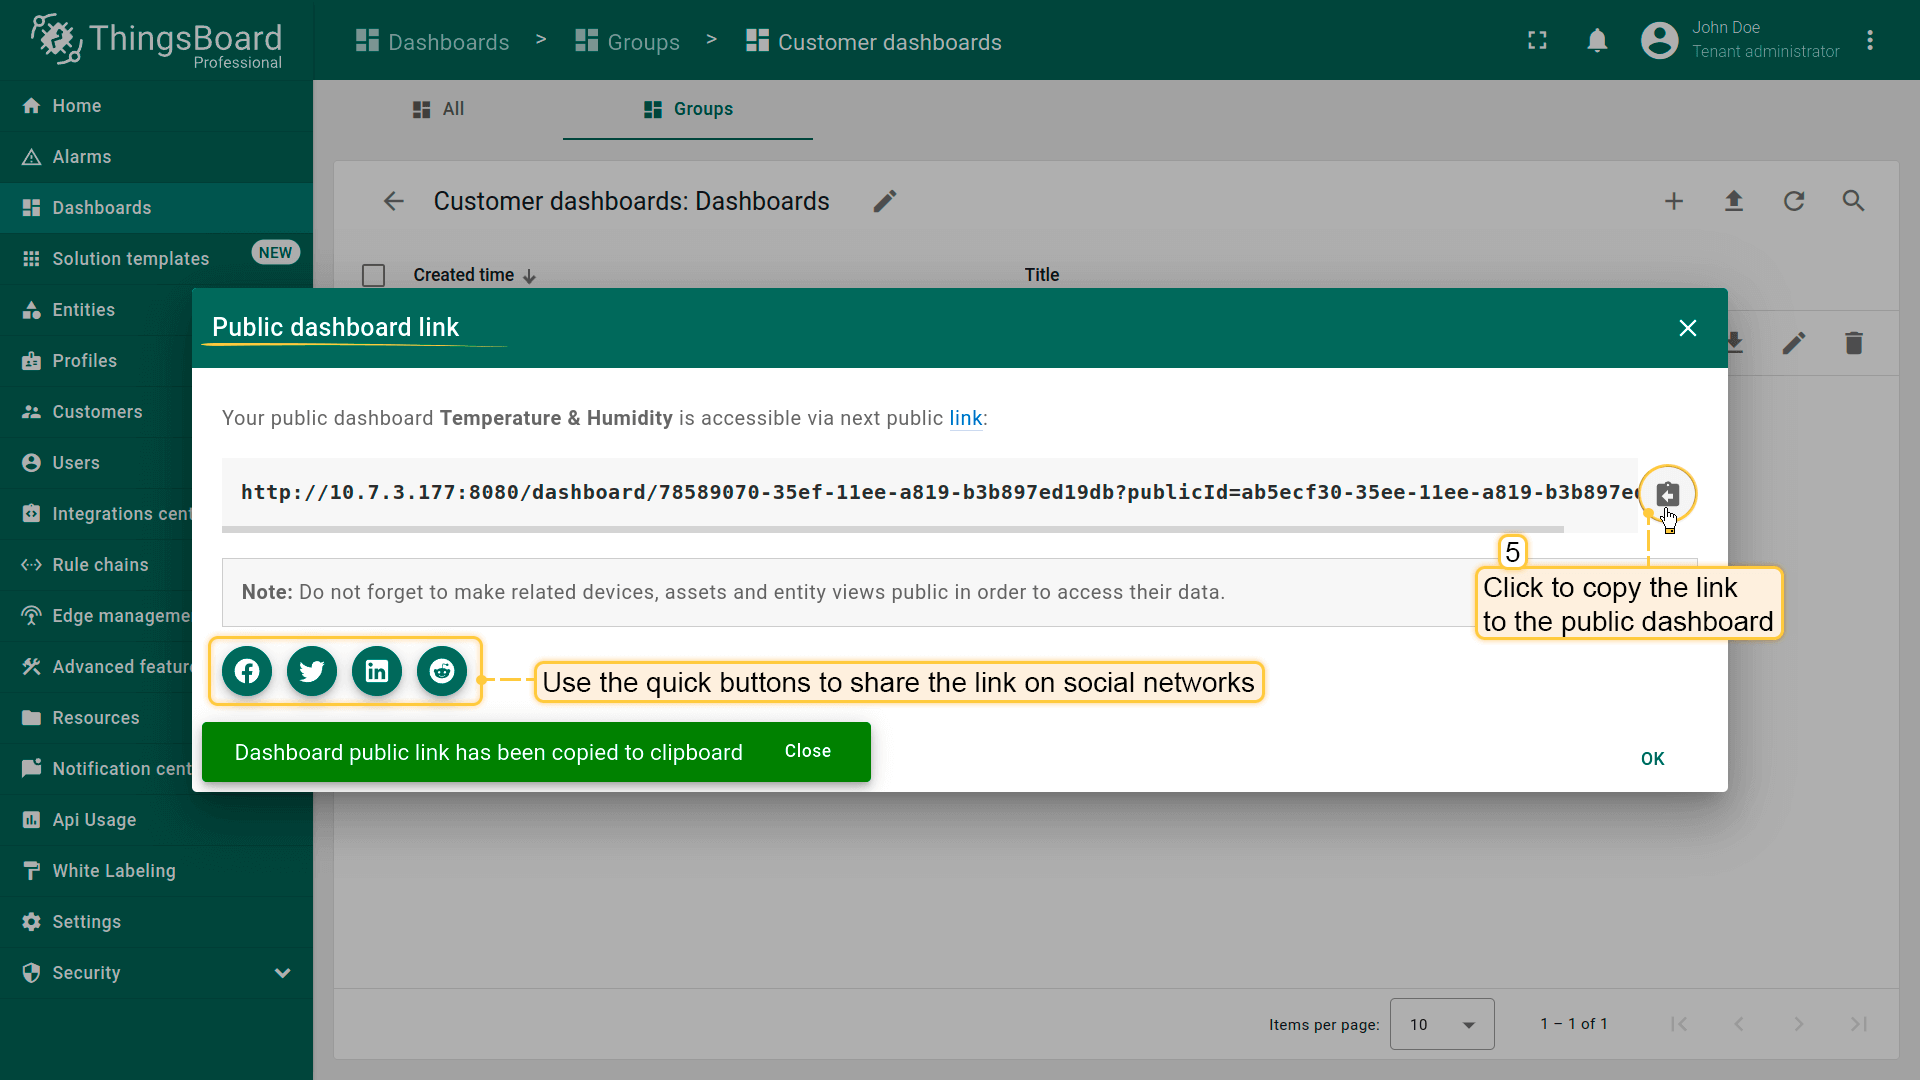 ThingsBoard
Professional
Dashboards > Groups > Customer dashboards
John Doe
Tenant administrator
Home
Alarms
Dashboards
Solution templates NEW
Entities
Profiles
Customers
Users
Integrations cent
Rule chains
Edge manageme
Advanced featur
Resources
Notification cent
Api Usage
White Labeling
Settings
Security
All
Groups
Customer dashboards: Dashboards
Created time
Title
Public dashboard link
Your public dashboard Temperature & Humidity is accessible via next public link:
http://10.7.3.177:8080/dashboard/78589070-35ef-11ee-a819-b3b897ed19db?publicId=ab5ecf30-35ee-11ee-a819-b3b897e
5
Click to copy the link
to the public dashboard
Note: Do not forget to make related devices, assets and entity views public in order to access their data.
Use the quick buttons to share the link on social networks
Dashboard public link has been copied to clipboard Close
OK
Items per page: 10
1 – 1 of 1